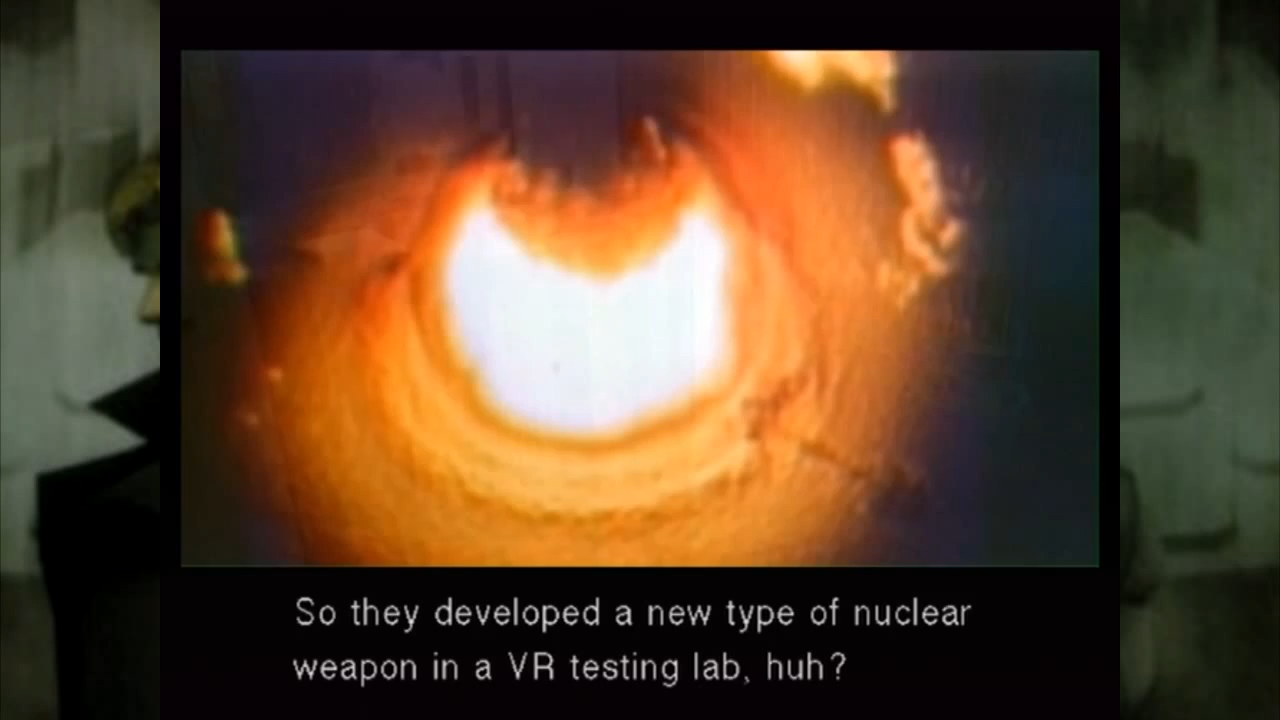 So they developed a new type of nuclear
weapon in a VR testing lab, huh?